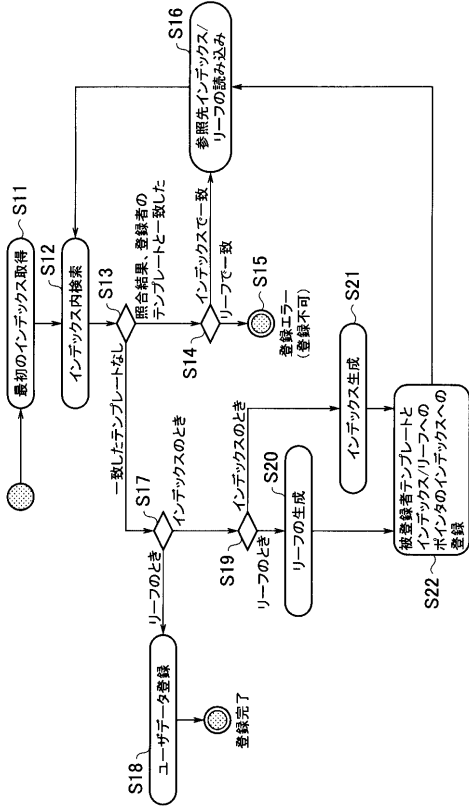 S11
最初のインデックス取得
S12
インデックス内検索
S13
照合結果、登録者の
テンプレートと一致した
一致したテンプレートなし
S14
インデックスで一致
リーフで一致
S15
登録エラー
(登録不可)
S16
参照先インデックス/
リーフの読み込み
S17
リーフのとき
インデックスのとき
S18
ユーザデータ登録
登録完了
S19
リーフのとき
インデックスのとき
S20
リーフの生成
S21
インデックス生成
被登録者テンプレートと
インデックス/リーフへの
ポインタのインデックスへの
登録
S22